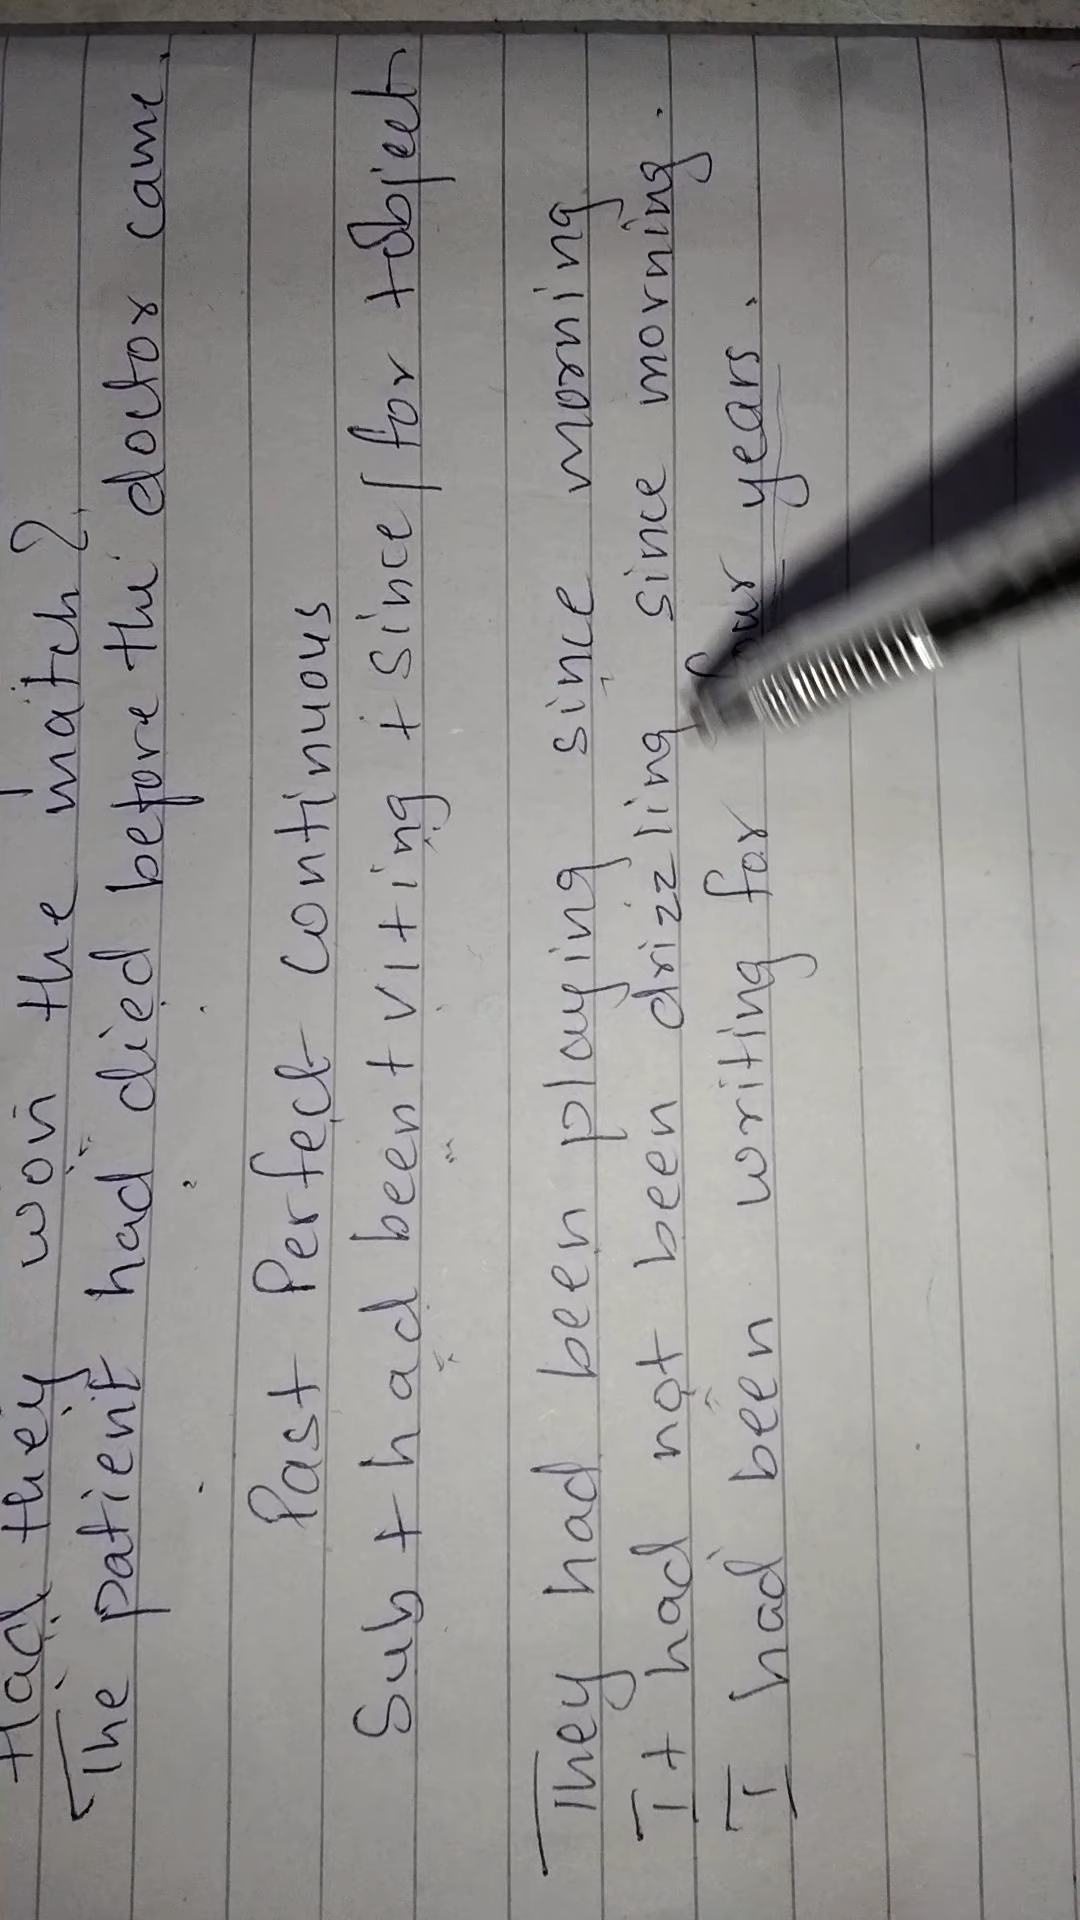 Had they won the match?
The patient had died before the doctor came.
Past Perfect Continuous
Sub + had been + V1 + ing + since/for + object
They had been playing since morning
It had not been drizzling since morning.
I had been writing for four years.